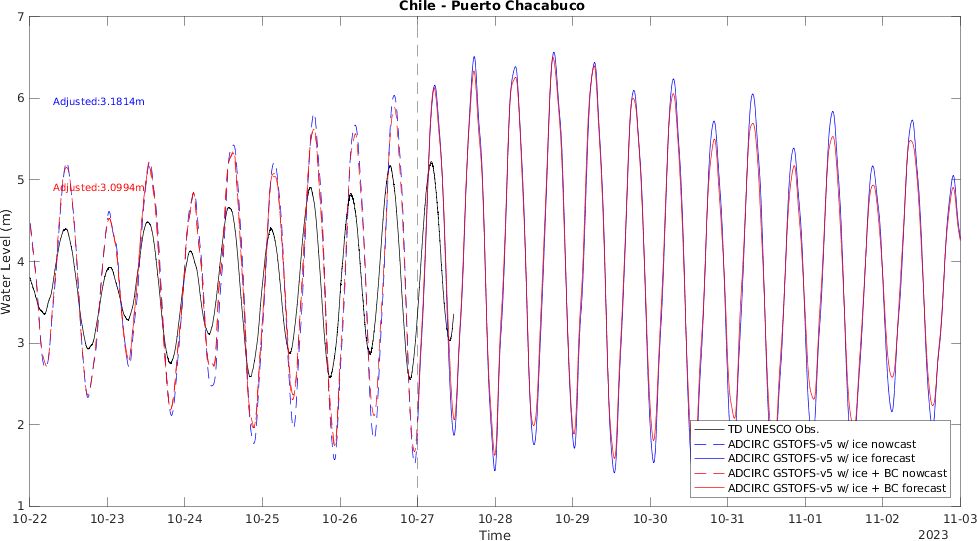 Chile - Puerto Chacabuco
7
6
5
4
3
2
1
Water Level (m)
Adjusted:3.1814m
Adjusted:3.0994m
TD UNESCO Obs.
ADCIRC GSTOFS-v5 w/ ice nowcast
ADCIRC GSTOFS-v5 w/ ice forecast
ADCIRC GSTOFS-v5 w/ ice + BC nowcast
ADCIRC GSTOFS-v5 w/ ice + BC forecast
10-22 10-23 10-24 10-25 10-26 10-27 10-28 10-29 10-30 10-31 11-01 11-02 11-03
Time
2023